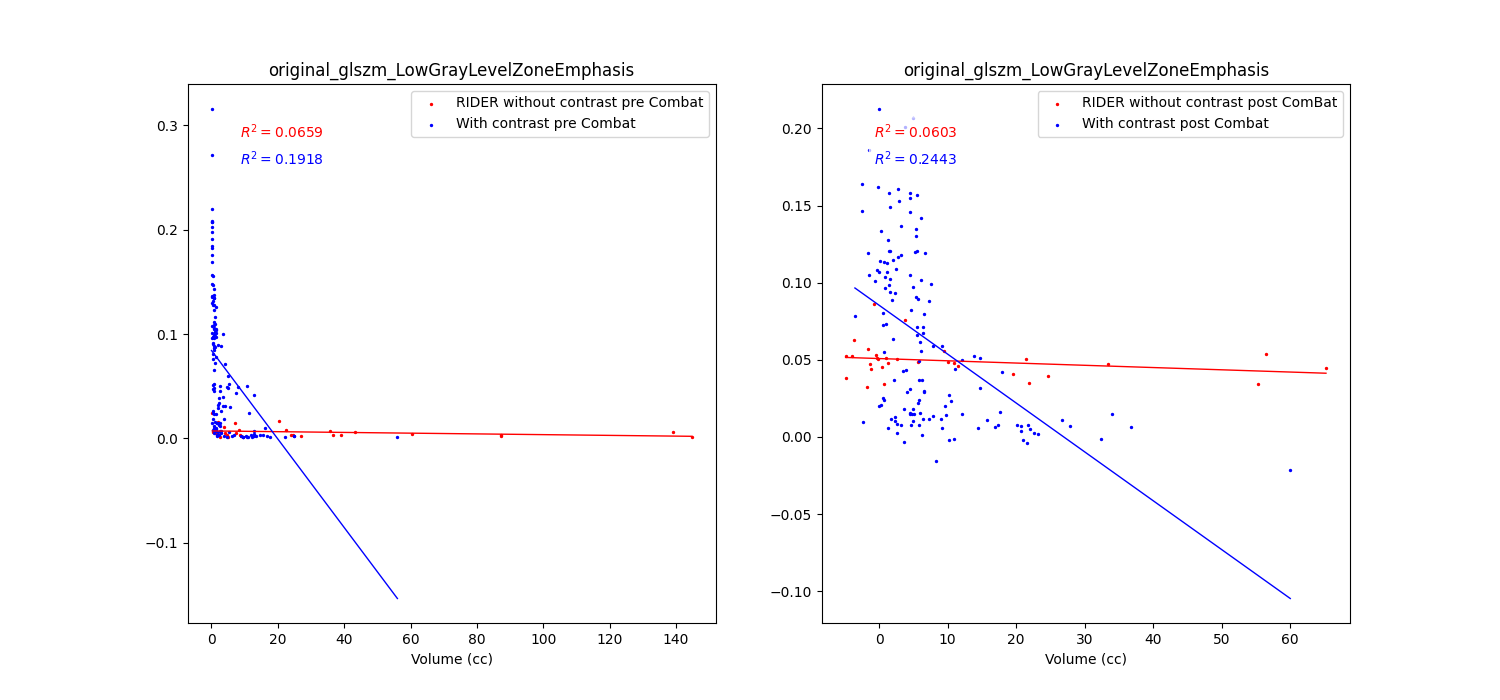 original_glszm_LowGrayLevelZoneEmphasis
RIDER without contrast pre Combat
With contrast pre Combat
R² = 0.0659
R² = 0.1918
0.3
0.2
0.1
0.0
−0.1
0 20 40 60 80 100 120 140
Volume (cc)
original_glszm_LowGrayLevelZoneEmphasis
RIDER without contrast post ComBat
With contrast post Combat
R² = 0.0603
R² = 0.2443
0.20
0.15
0.10
0.05
0.00
−0.05
−0.10
0 10 20 30 40 50 60
Volume (cc)